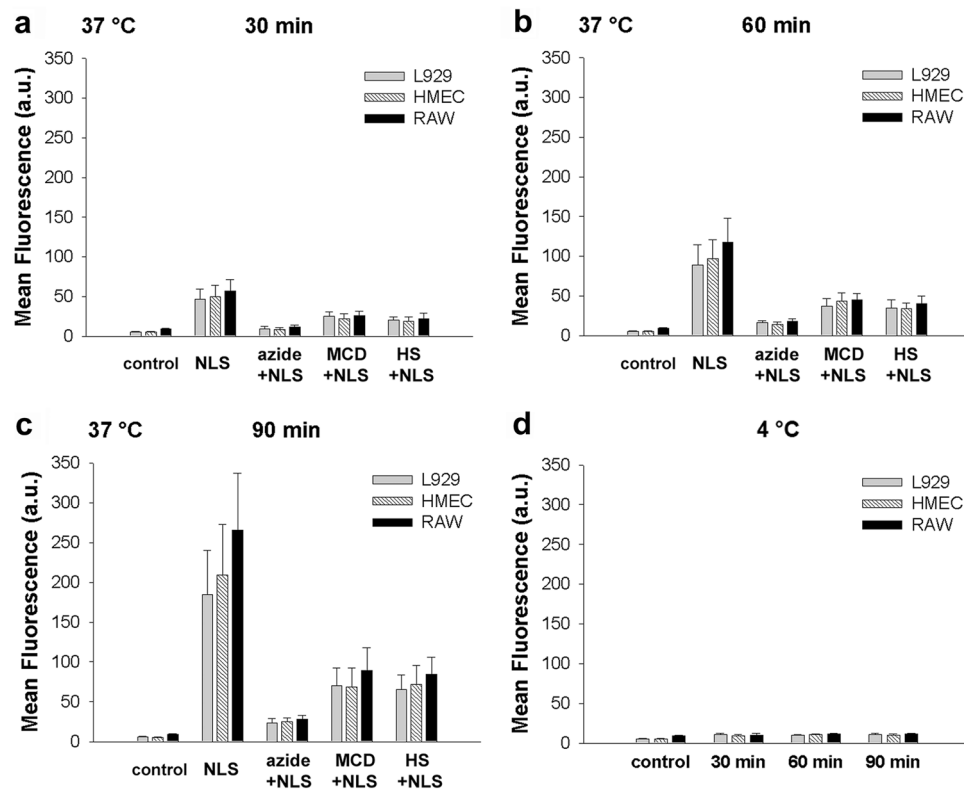 a 37 °C 30 min
Mean Fluorescence (a.u.)
350
300
250
200
150
100
50
0
L929
HMEC
RAW
control NLS azide MCD HS
+NLS +NLS +NLS
b 37 °C 60 min
Mean Fluorescence (a.u.)
350
300
250
200
150
100
50
0
L929
HMEC
RAW
control NLS azide MCD HS
+NLS +NLS +NLS
c 37 °C 90 min
Mean Fluorescence (a.u.)
350
300
250
200
150
100
50
0
L929
HMEC
RAW
control NLS azide MCD HS
+NLS +NLS +NLS
d 4 °C
Mean Fluorescence (a.u.)
350
300
250
200
150
100
50
0
L929
HMEC
RAW
control 30 min 60 min 90 min